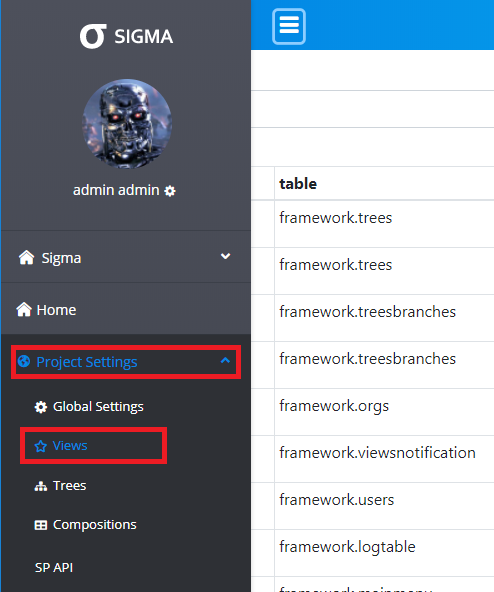 SIGMA
admin admin
Sigma
Home
Project Settings
Global Settings
Views
Trees
Compositions
SP API
table
framework.trees
framework.trees
framework.treesbranches
framework.treesbranches
framework.orgs
framework.viewsnotification
framework.users
framework.logtable